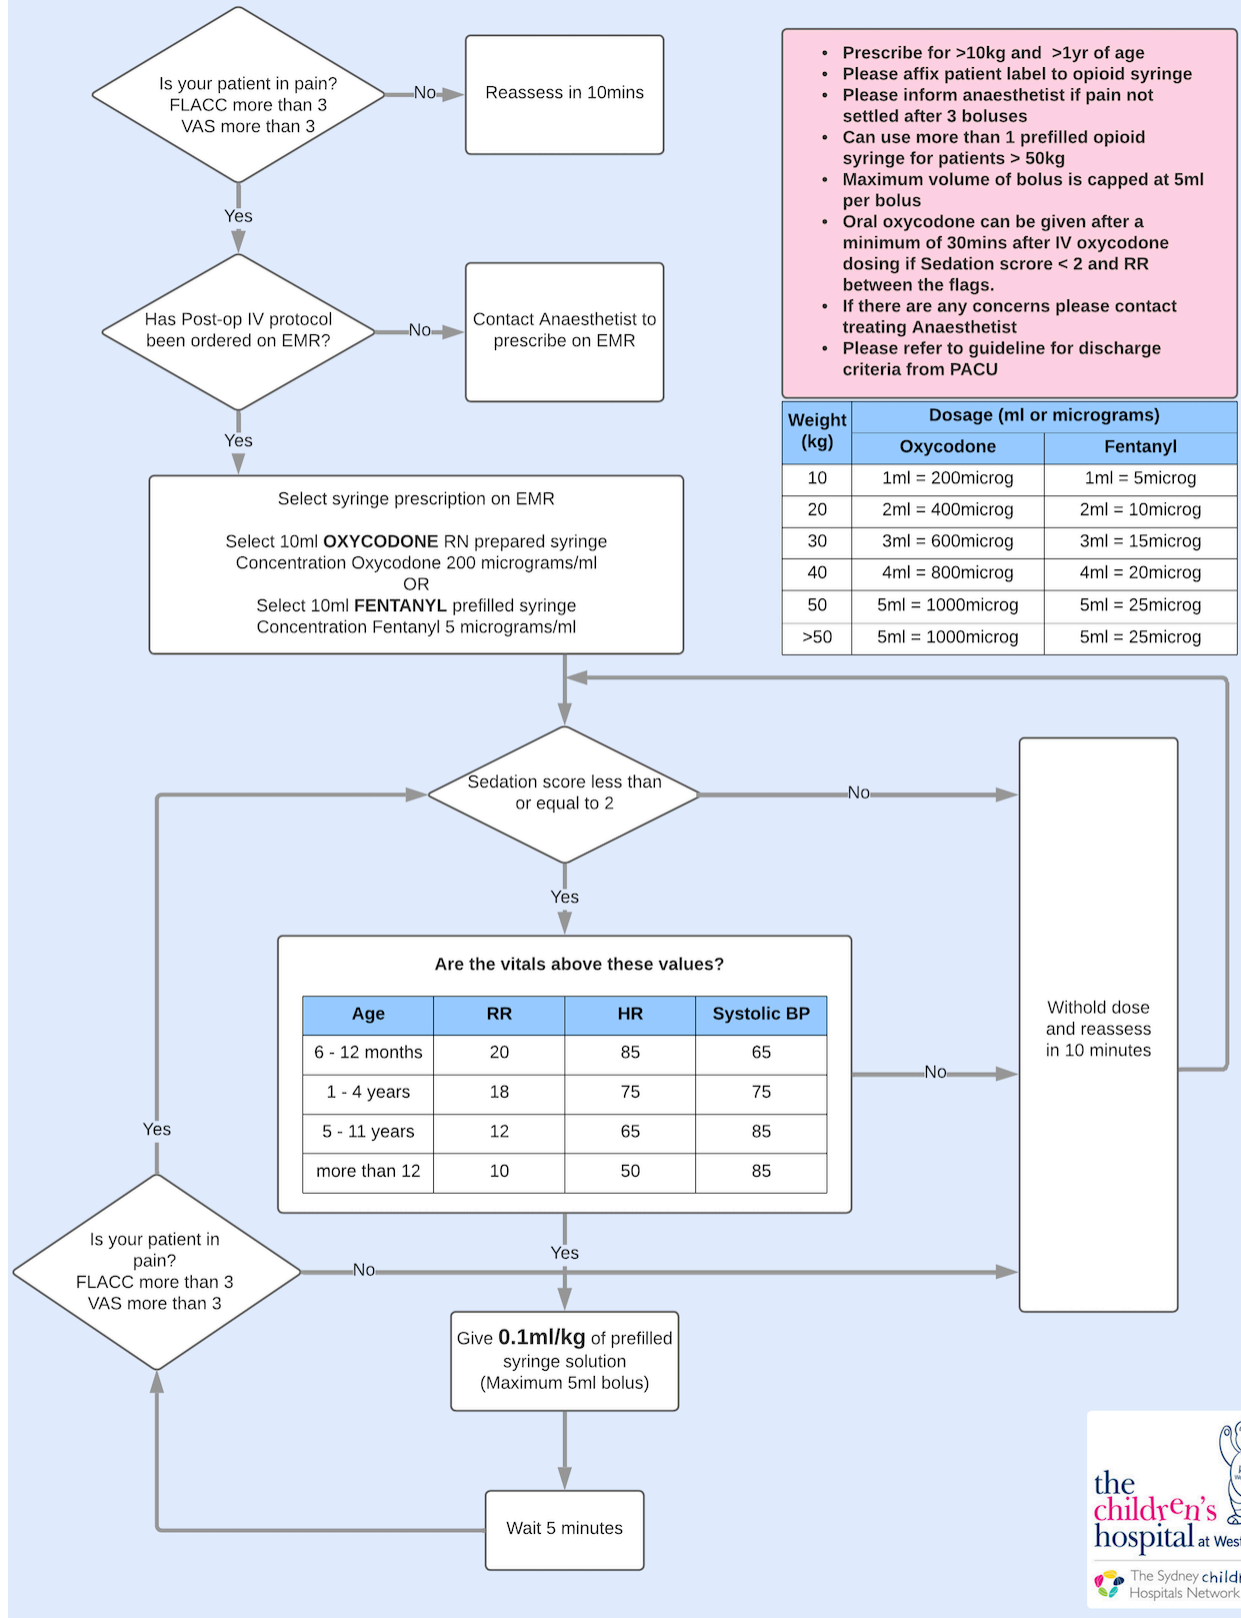 Is your patient in pain?
FLACC more than 3
VAS more than 3
No
Reassess in 10mins
Yes
Has Post-op IV protocol
been ordered on EMR?
No
Contact Anaesthetist to
prescribe on EMR
Yes
Select syringe prescription on EMR
Select 10ml OXYCODONE RN prepared syringe
Concentration Oxycodone 200 micrograms/ml
OR
Select 10ml FENTANYL prefilled syringe
Concentration Fentanyl 5 micrograms/ml
• Prescribe for >10kg and >1yr of age
• Please affix patient label to opioid syringe
• Please inform anaesthetist if pain not
settled after 3 boluses
• Can use more than 1 prefilled opioid
syringe for patients > 50kg
• Maximum volume of bolus is capped at 5ml
per bolus
• Oral oxycodone can be given after a
minimum of 30mins after IV oxycodone
dosing if Sedation scrore < 2 and RR
between the flags.
• If there are any concerns please contact
treating Anaesthetist
• Please refer to guideline for discharge
criteria from PACU
Weight
(kg)
Dosage (ml or micrograms)
Oxycodone Fentanyl
10 1ml = 200microg 1ml = 5microg
20 2ml = 400microg 2ml = 10microg
30 3ml = 600microg 3ml = 15microg
40 4ml = 800microg 4ml = 20microg
50 5ml = 1000microg 5ml = 25microg
>50 5ml = 1000microg 5ml = 25microg
Sedation score less than
or equal to 2
No
Yes
Are the vitals above these values?
Age RR HR Systolic BP
6 - 12 months 20 85 65
1 - 4 years 18 75 75
5 - 11 years 12 65 85
more than 12 10 50 85
No
Withold dose
and reassess
in 10 minutes
Yes
Yes
Is your patient in
pain?
FLACC more than 3
VAS more than 3
No
Give 0.1ml/kg of prefilled
syringe solution
(Maximum 5ml bolus)
Wait 5 minutes
the
children's
hospital at West
The Sydney childr
Hospitals Network